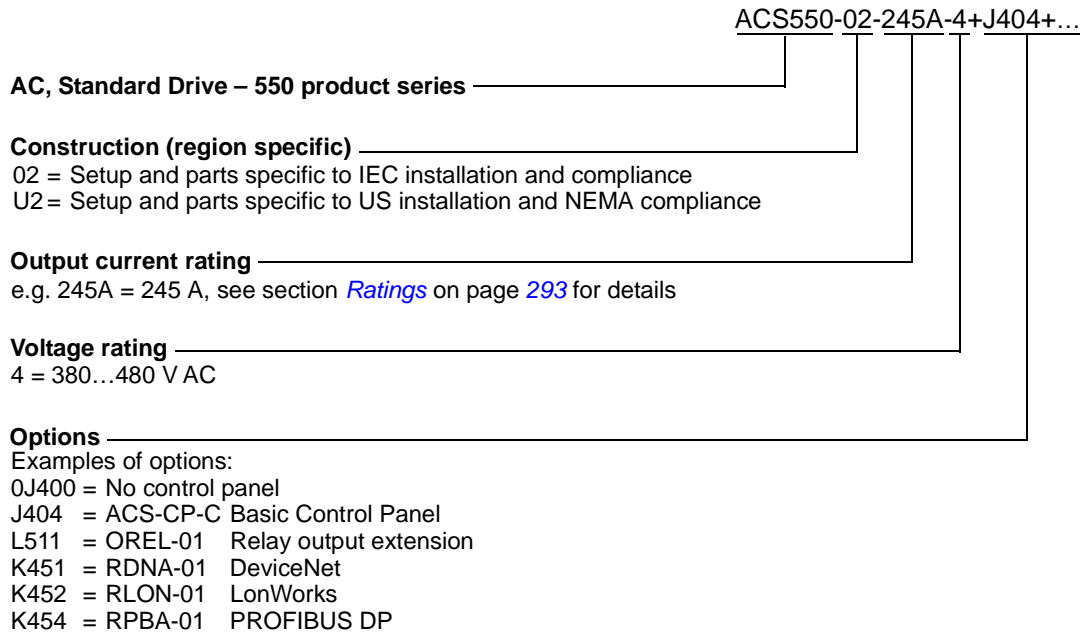 ACS550-02-245A-4+J404+…
AC, Standard Drive – 550 product series
Construction (region specific)
02 = Setup and parts specific to IEC installation and compliance
U2 = Setup and parts specific to US installation and NEMA compliance
Output current rating
e.g. 245A = 245 A, see section Ratings on page 293 for details
Voltage rating
4 = 380…480 V AC
Options
Examples of options:
0J400 = No control panel
J404 = ACS-CP-C Basic Control Panel
L511 = OREL-01 Relay output extension
K451 = RDNA-01 DeviceNet
K452 = RLON-01 LonWorks
K454 = RPBA-01 PROFIBUS DP